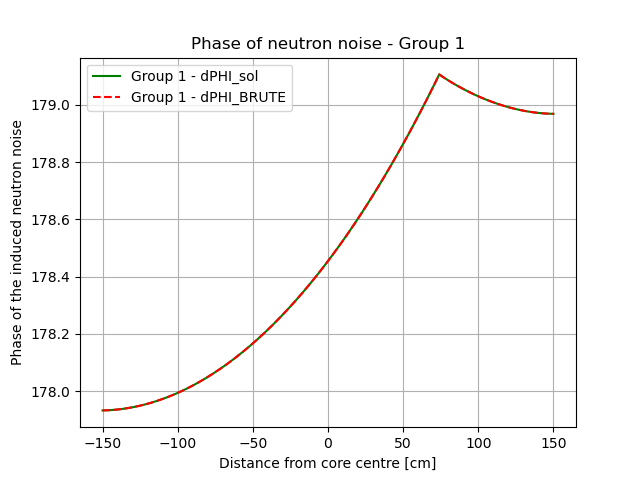 Phase of neutron noise - Group 1
Group 1 - dPHI_sol
Group 1 - dPHI_BRUTE
Phase of the induced neutron noise
179.0
178.8
178.6
178.4
178.2
178.0
−150
−100
−50
0
50
100
150
Distance from core centre [cm]